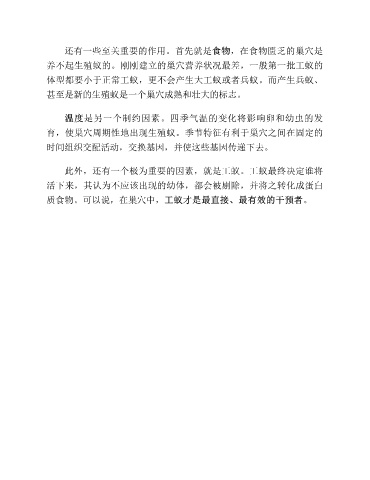 还有一些至关重要的作用。首先就是食物，在食物匮乏的巢穴是
养不起生殖蚁的。刚刚建立的巢穴营养状况最差，一般第一批工蚁的
体型都要小于正常工蚁，更不会产生大工蚁或者兵蚁。而产生兵蚁、
甚至是新的生殖蚁是一个巢穴成熟和壮大的标志。
温度是另一个制约因素。四季气温的变化将影响卵和幼虫的发
育，使巢穴周期性地出现生殖蚁。季节特征有利于巢穴之间在固定的
时间组织交配活动，交换基因，并使这些基因传递下去。
此外，还有一个极为重要的因素，就是工蚁。工蚁最终决定谁将
活下来。其认为不应该出现的幼体，都会被剔除，并将之转化成蛋白
质食物。可以说，在巢穴中，工蚁才是最直接、最有效的干预者。